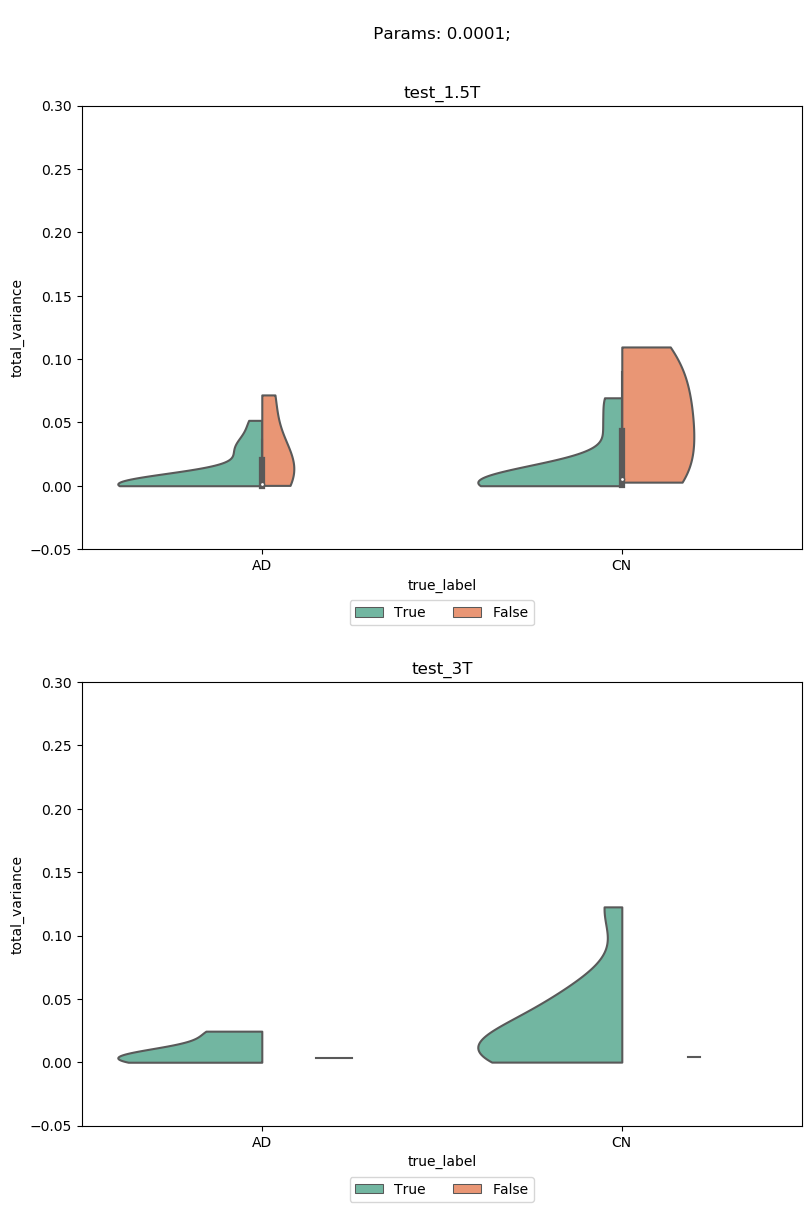 Params: 0.0001;
test_1.5T
0.30
0.25
0.20
0.15
0.10
0.05
0.00
−0.05
total_variance
AD
CN
true_label
True
False
test_3T
0.30
0.25
0.20
0.15
0.10
0.05
0.00
−0.05
total_variance
AD
CN
true_label
True
False